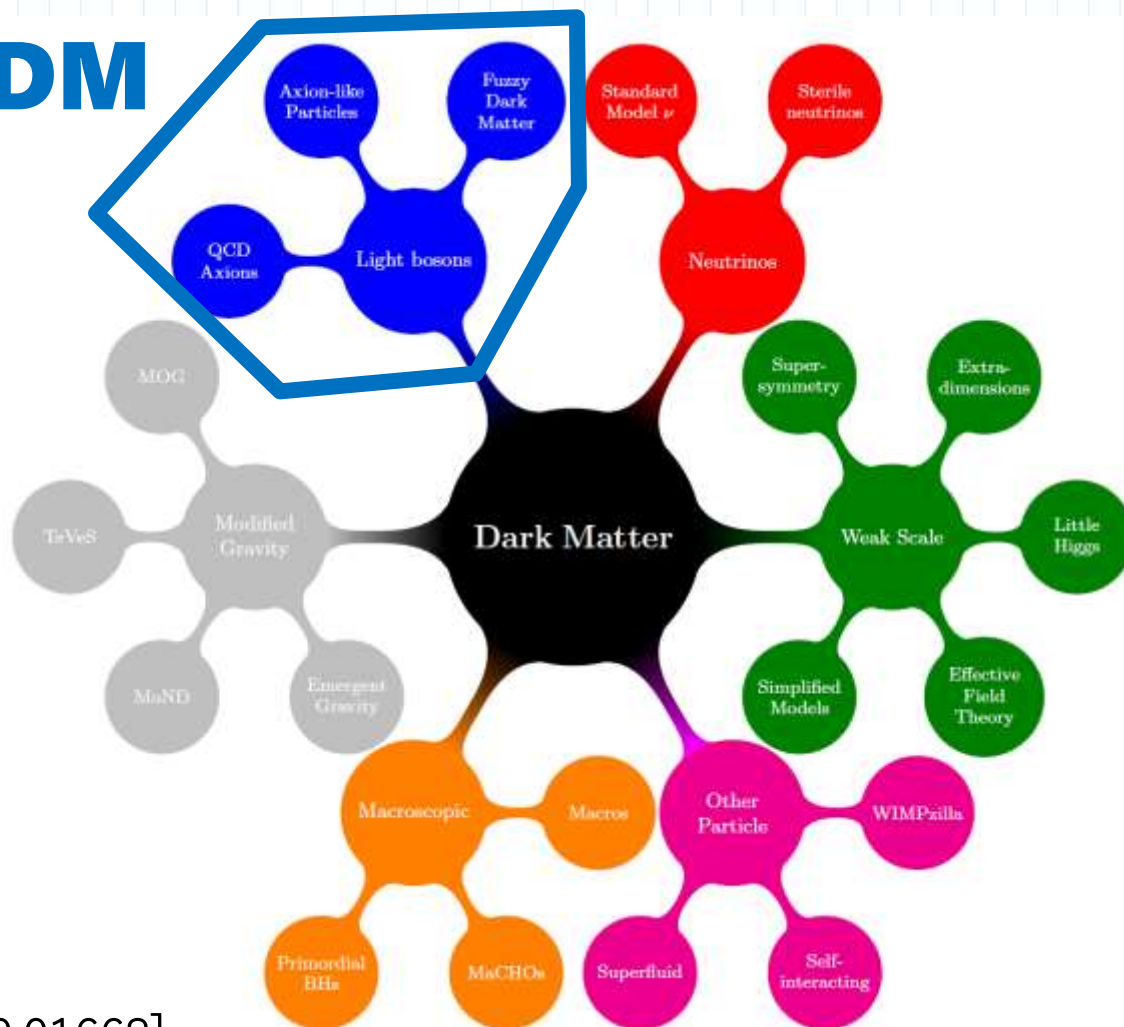 DM
Axion-like
Particles
Fuzzy
Dark
Matter
Standard
Model ν
Sterile
neutrinos
QCD
Axions
Light bosons
Neutrinos
MOG
Super-
symmetry
Extra-
dimensions
TeVeS
Modified
Gravity
Dark Matter
Weak Scale
Little
Higgs
MoND
Emergent
Gravity
Simplified
Models
Effective
Field
Theory
Macroscopic
Macros
Other
Particle
WIMPzilla
Primordial
BHs
MaCHOs
Superfluid
Self-
interacting